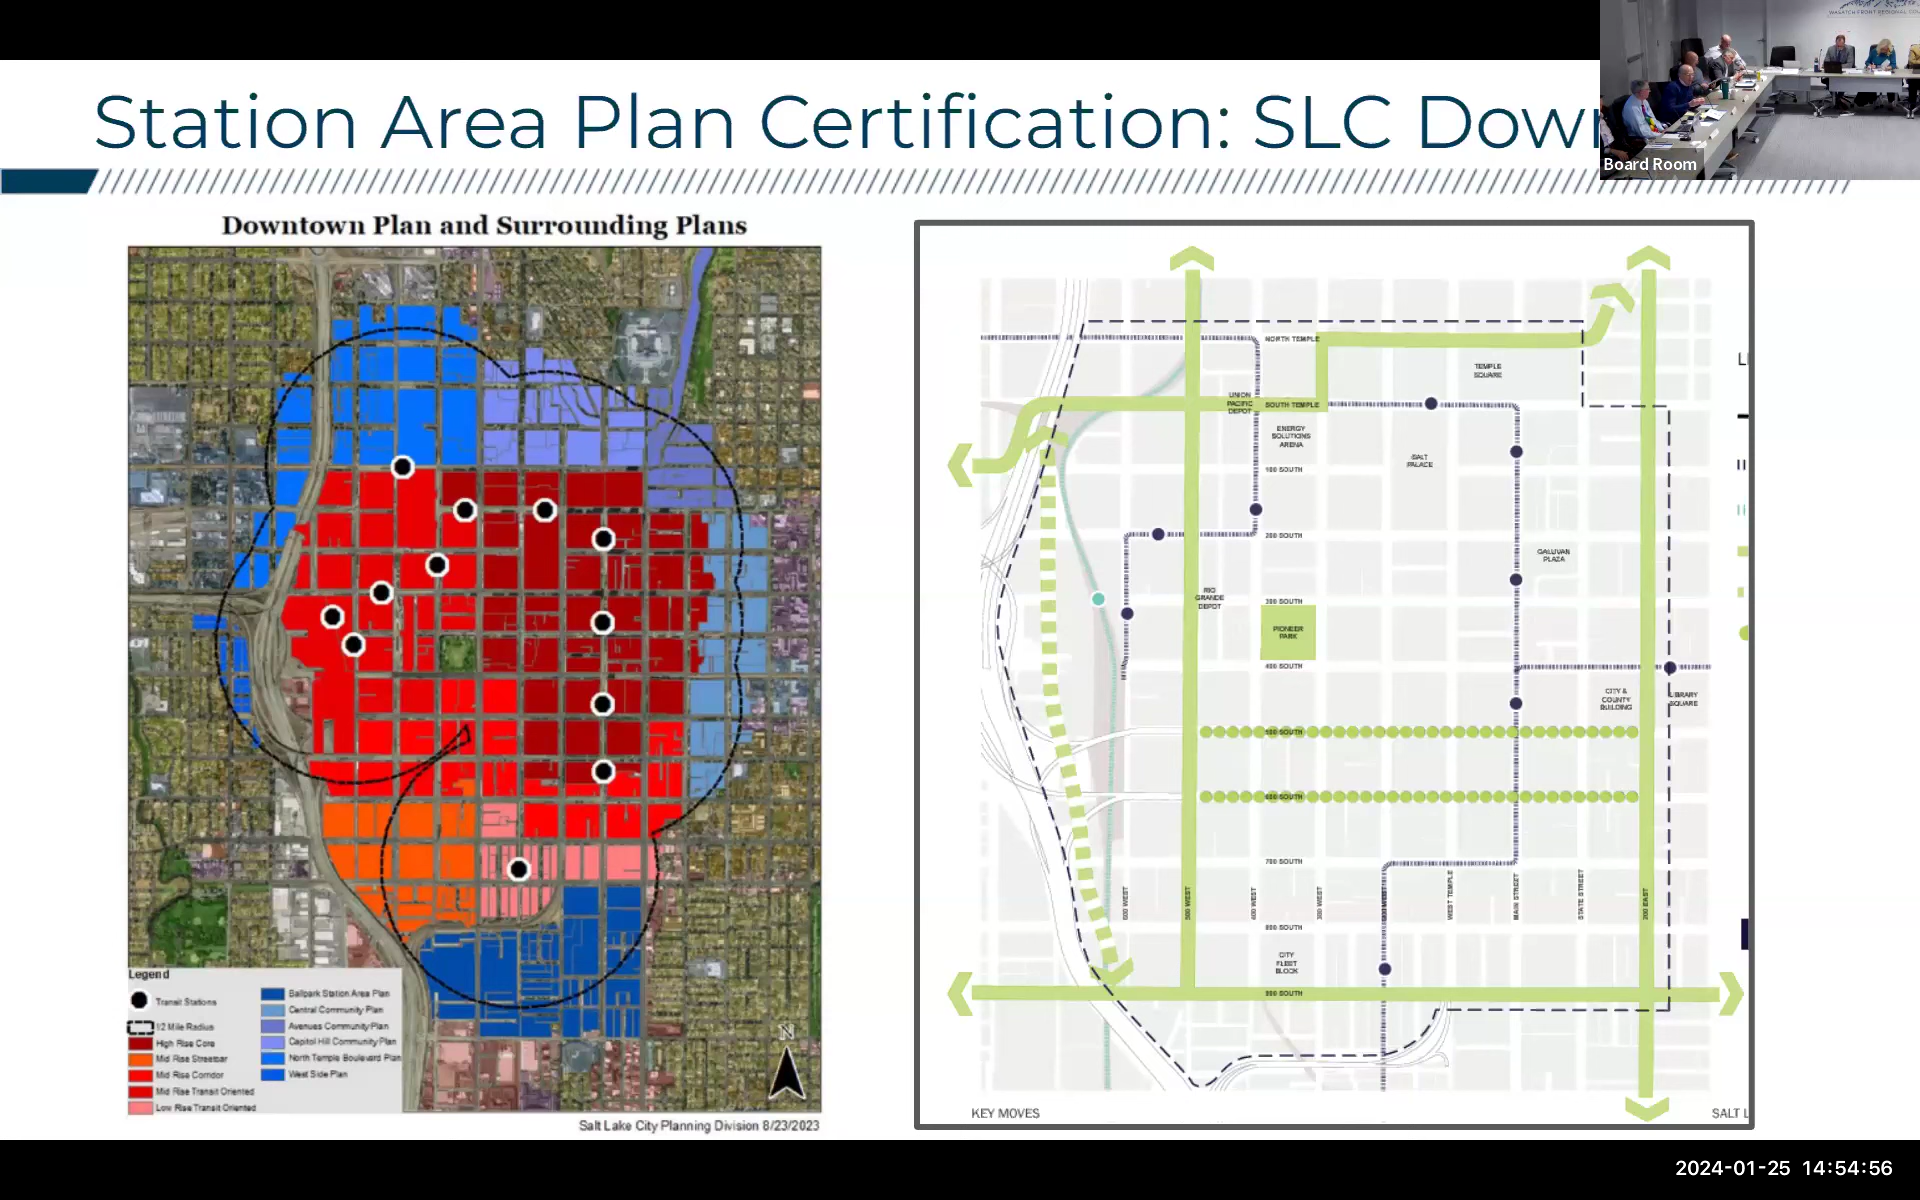 WASATCH FRONT REGIONAL COU
Board Room
Station Area Plan Certification: SLC Down
Downtown Plan and Surrounding Plans
Legend
Transit Stations
1/2 Mile Radius
High Rise Core
Mid Rise Streetcar
Mid Rise Corridor
Mid Rise Transit Oriented
Low Rise Transit Oriented
Ballpark Station Area Plan
Central Community Plan
Avenues Community Plan
Capitol Hill Community Plan
North Temple Boulevard Plan
West Side Plan
N
Salt Lake City Planning Division 8/23/2023
NORTH TEMPLE
TEMPLE
SQUARE
UNION
PACIFIC
DEPOT
SOUTH TEMPLE
ENERGY
SOLUTIONS
ARENA
SALT
PALACE
100 SOUTH
200 SOUTH
GALLIVAN
PLAZA
RIO
GRANDE
DEPOT
300 SOUTH
PIONEER
PARK
400 SOUTH
CITY &
COUNTY
BUILDING
LIBRARY
SQUARE
500 SOUTH
600 SOUTH
700 SOUTH
600 WEST
500 WEST
400 WEST
300 WEST
WEST TEMPLE
MAIN STREET
STATE STREET
200 EAST
800 SOUTH
CITY
FLEET
BLOCK
900 SOUTH
KEY MOVES
SALT L
2024-01-25 14:54:56